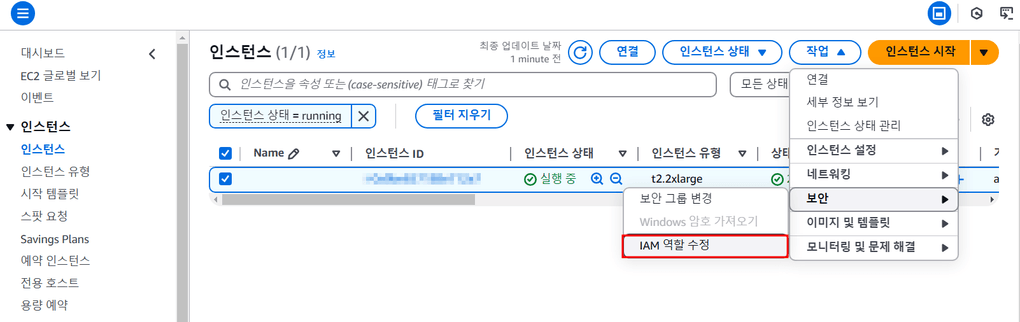 대시보드
EC2 글로벌 보기
이벤트
인스턴스
인스턴스
인스턴스 유형
시작 템플릿
스팟 요청
Savings Plans
예약 인스턴스
전용 호스트
용량 예약
인스턴스 (1/1) 정보
최종 업데이트 날짜
1 minute 전
연결
인스턴스 상태
작업
인스턴스 시작
인스턴스을 속성 또는 (case-sensitive) 태그로 찾기
모든 상태
인스턴스 상태 = running
필터 지우기
Name
인스턴스 ID
인스턴스 상태
인스턴스 유형
상태
실행 중
t2.2xlarge
연결
세부 정보 보기
인스턴스 상태 관리
인스턴스 설정
네트워킹
보안
이미지 및 템플릿
모니터링 및 문제 해결
보안 그룹 변경
Windows 암호 가져오기
IAM 역할 수정